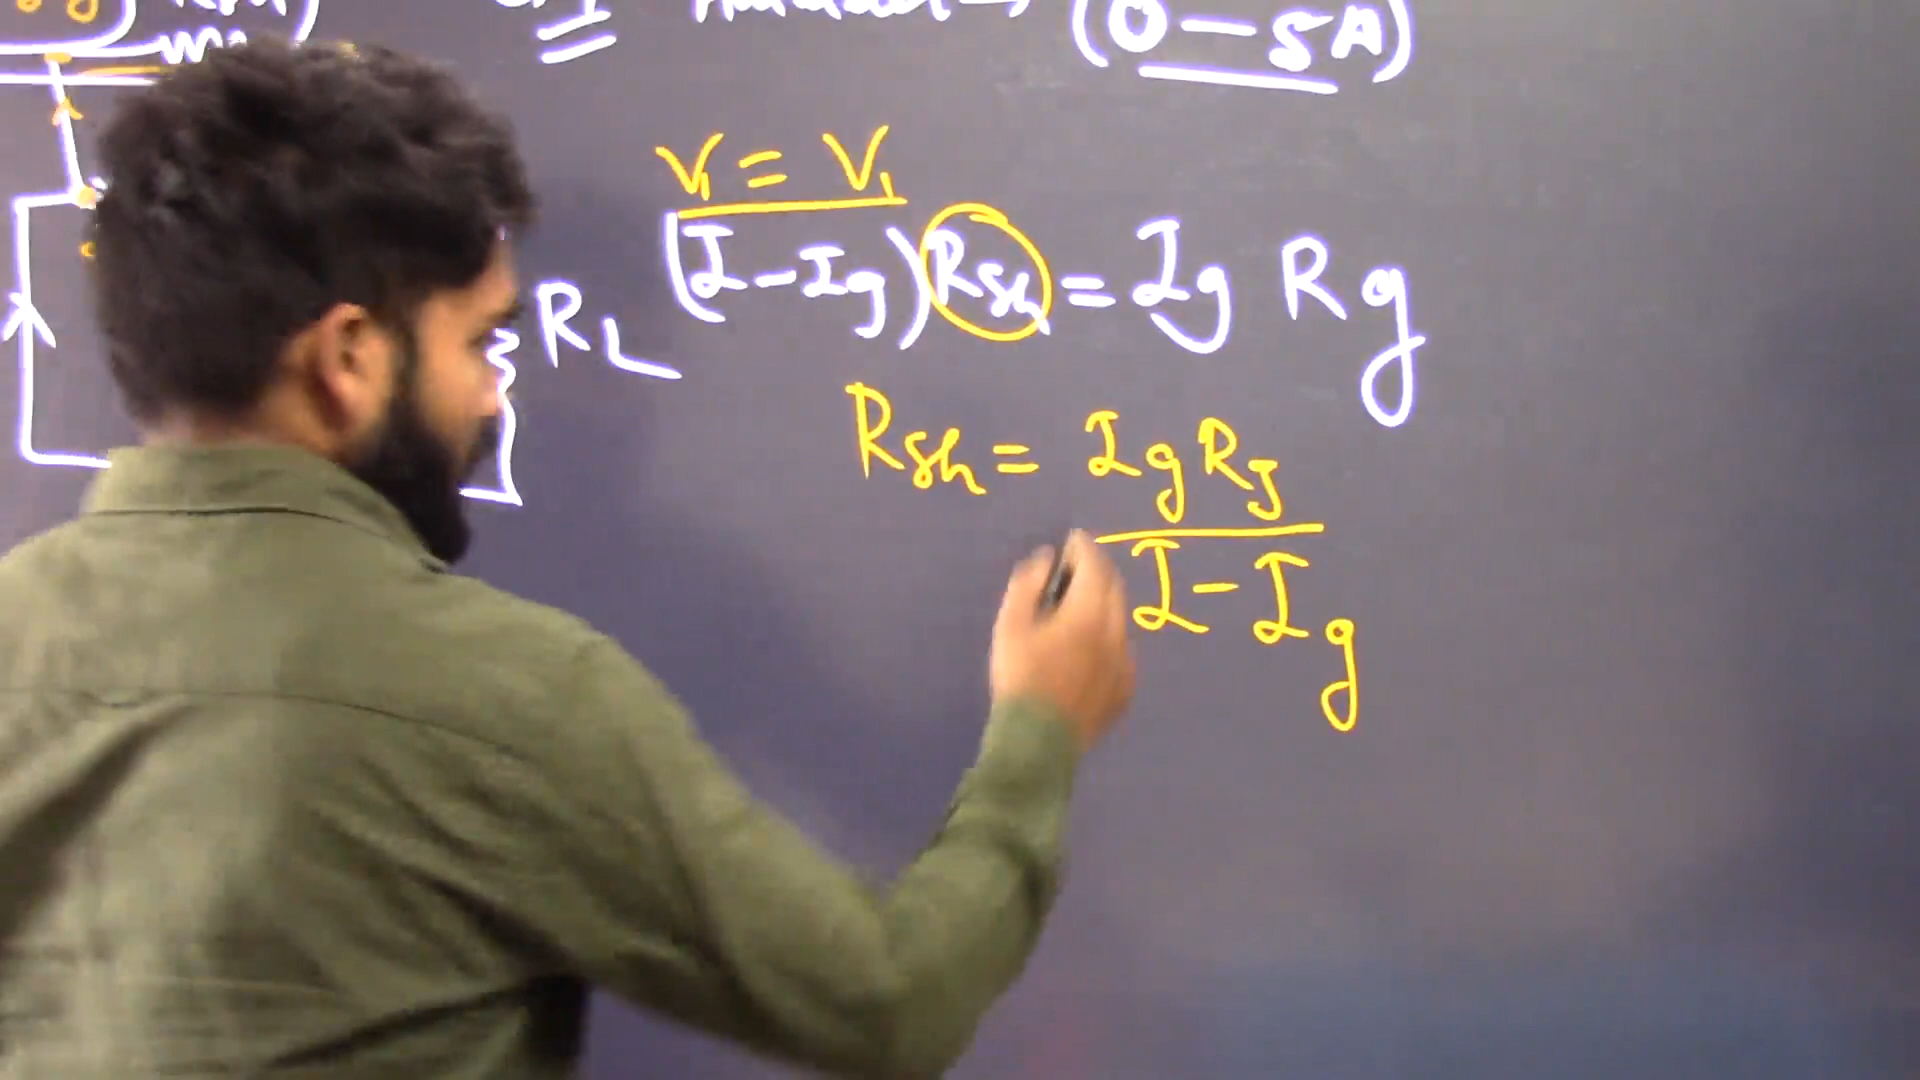 (0-5A)
V₁ = V₁
(I-Ig)Rsh = Ig Rg
RL
Rsh = IgRg
I-Ig